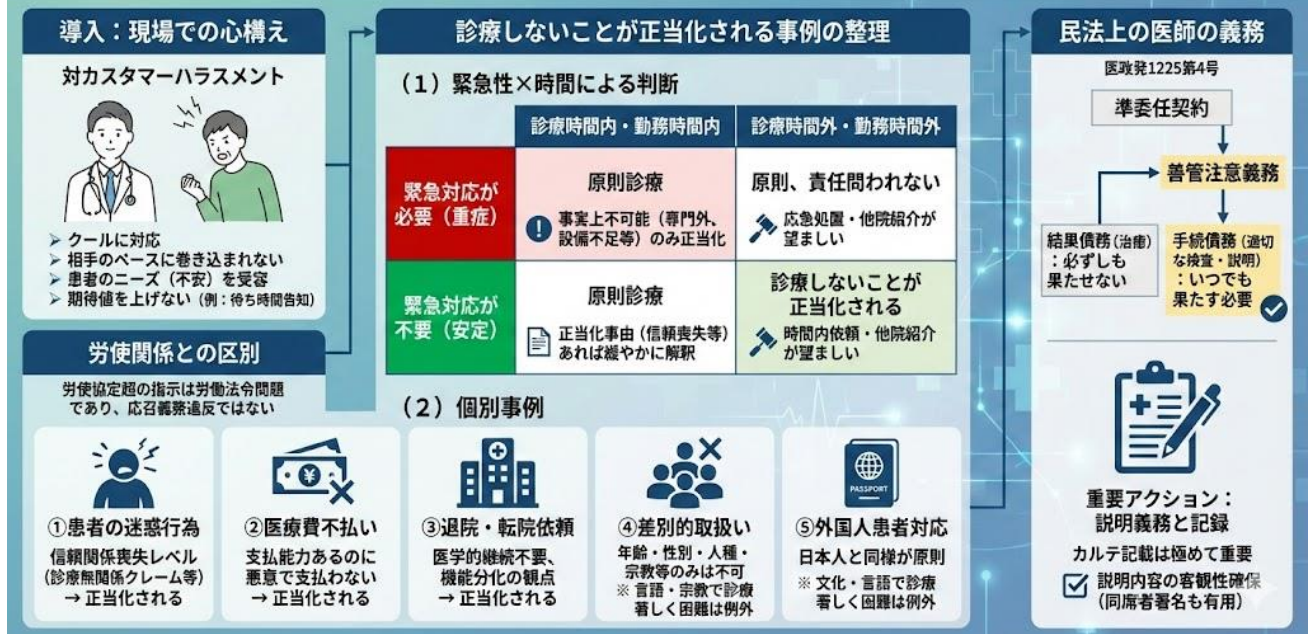 導入：現場での心構え
対カスタマーハラスメント
➤ クールに対応
➤ 相手のペースに巻き込まれない
➤ 患者のニーズ（不安）を受容
➤ 期待値を上げない（例：待ち時間告知）
労使関係との区別
労使協定超の指示は労働法令問題
であり、応召義務違反ではない
診療しないことが正当化される事例の整理
（1）緊急性×時間による判断
診療時間内・勤務時間内
診療時間外・勤務時間外
緊急対応が
必要（重症）
原則診療
事実上不可能（専門外、
設備不足等）のみ正当化
原則、責任問われない
応急処置・他院紹介が
望ましい
緊急対応が
不要（安定）
原則診療
正当化事由（信頼喪失等）
あれば緩やかに解釈
診療しないことが
正当化される
時間内依頼・他院紹介
が望ましい
（2）個別事例
①患者の迷惑行為
信頼関係喪失レベル
（診療無関係クレーム等）
→ 正当化される
②医療費不払い
支払能力あるのに
悪意で支払わない
→ 正当化される
③退院・転院依頼
医学的継続不要、
機能分化の観点
→ 正当化される
④差別的取扱い
年齢・性別・人種・
宗教等のみは不可
※ 言語・宗教で診療
著しく困難は例外
PASSPORT
⑤外国人患者対応
日本人と同様が原則
※ 文化・言語で診療
著しく困難は例外
民法上の医師の義務
医政発1225第4号
準委任契約
善管注意義務
結果債務（治癒）
：必ずしも
果たせない
手続債務（適切
な検査・説明）
：いつでも
果たす必要
重要アクション：
説明義務と記録
カルテ記載は極めて重要
説明内容の客観性確保
（同席者署名も有用）